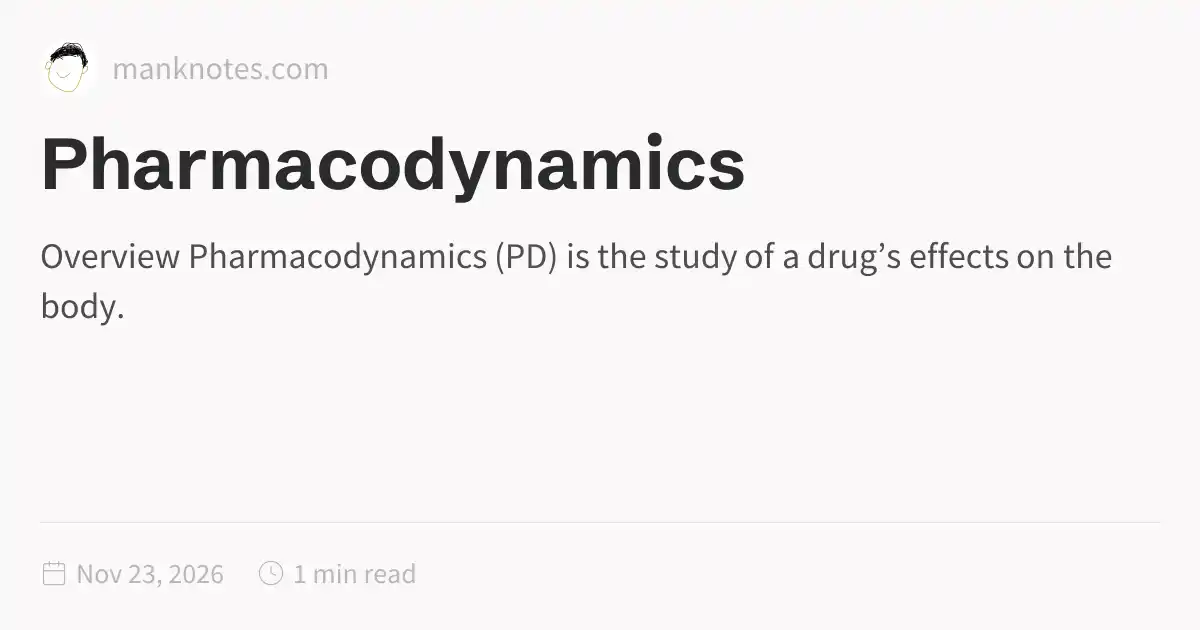 manknotes.com
Pharmacodynamics
Overview Pharmacodynamics (PD) is the study of a drug’s effects on the
body.
Nov 23, 2026 1 min read